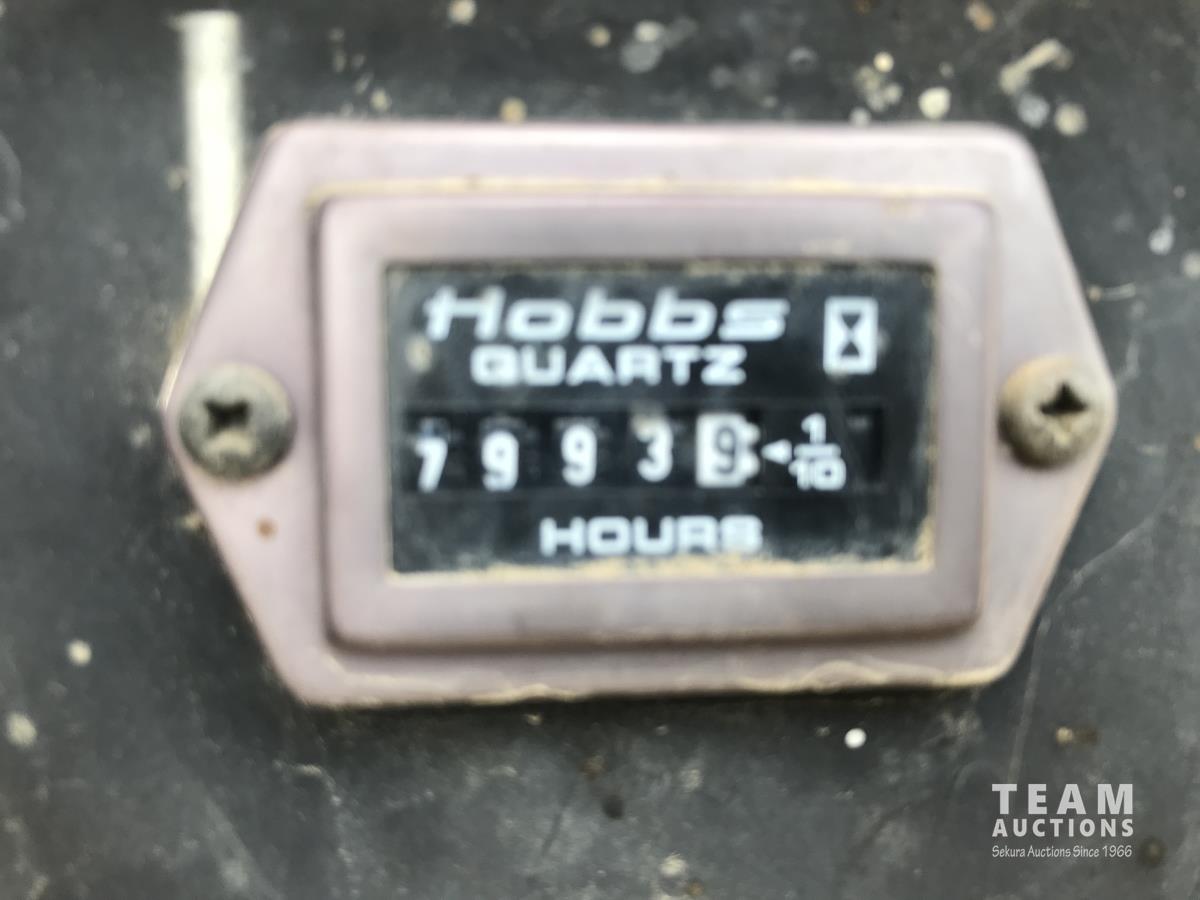 Hobbs
QUARTZ
7 9 9 3 9 1/10
HOURS
TEAM
AUCTIONS
Sekura Auctions Since 1966